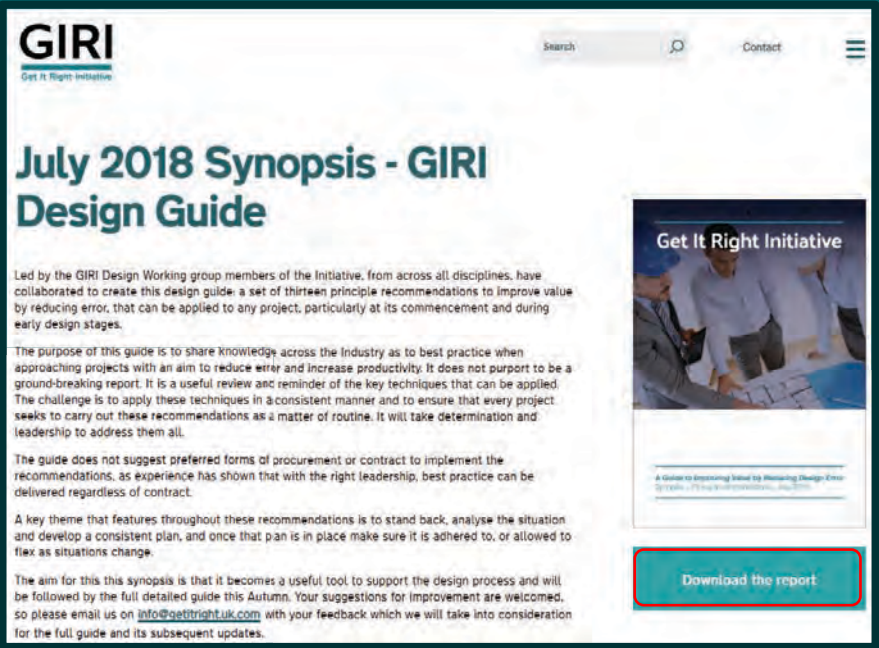 GIRI
Get It Right Initiative
Search
Contact
July 2018 Synopsis - GIRI
Design Guide
Led by the GIRI Design Working group members of the Initiative, from across all disciplines, have
collaborated to create this design guide: a set of thirteen principle recommendations to improve value
by reducing error, that can be applied to any project, particularly at its commencement and during
early design stages.
The purpose of this guide is to share knowledge across the Industry as to best practice when
approaching projects with an aim to reduce error and increase productivity. It does not purport to be a
ground-breaking report. It is a useful review and reminder of the key techniques that can be applied.
The challenge is to apply these techniques in a consistent manner and to ensure that every project
seeks to carry out these recommendations as a matter of routine. It will take determination and
leadership to address them all.
The guide does not suggest preferred forms of procurement or contract to implement the
recommendations, as experience has shown that with the right leadership, best practice can be
delivered regardless of contract.
A key theme that features throughout these recommendations is to stand back, analyse the situation
and develop a consistent plan, and once that plan is in place make sure it is adhered to, or allowed to
flex as situations change.
The aim for this this synopsis is that it becomes a useful tool to support the design process and will
be followed by the full detailed guide this Autumn. Your suggestions for improvement are welcomed,
so please email us on info@getitright.uk.com with your feedback which we will take into consideration
for the full guide and its subsequent updates.
Get It Right Initiative
A Guide to Improving Value by Reducing Design Error
Download the report